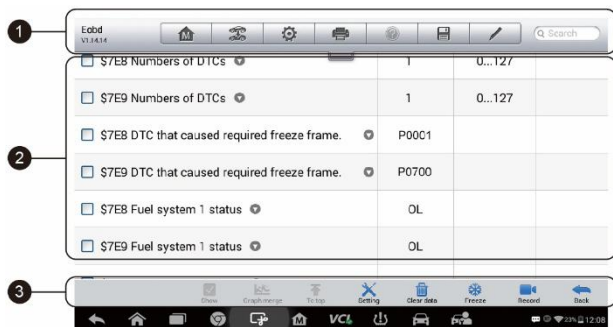 1
Eobd
V1.14.14
Search
2
$7E8 Numbers of DTCs 1 0...127
$7E9 Numbers of DTCs 1 0...127
$7E8 DTC that caused required freeze frame. P0001
$7E9 DTC that caused required freeze frame. P0700
$7E8 Fuel system 1 status OL
$7E9 Fuel system 1 status OL
3
Show Graph merge To top Setting Clear data Freeze Record Back
VCI 23% 12:08